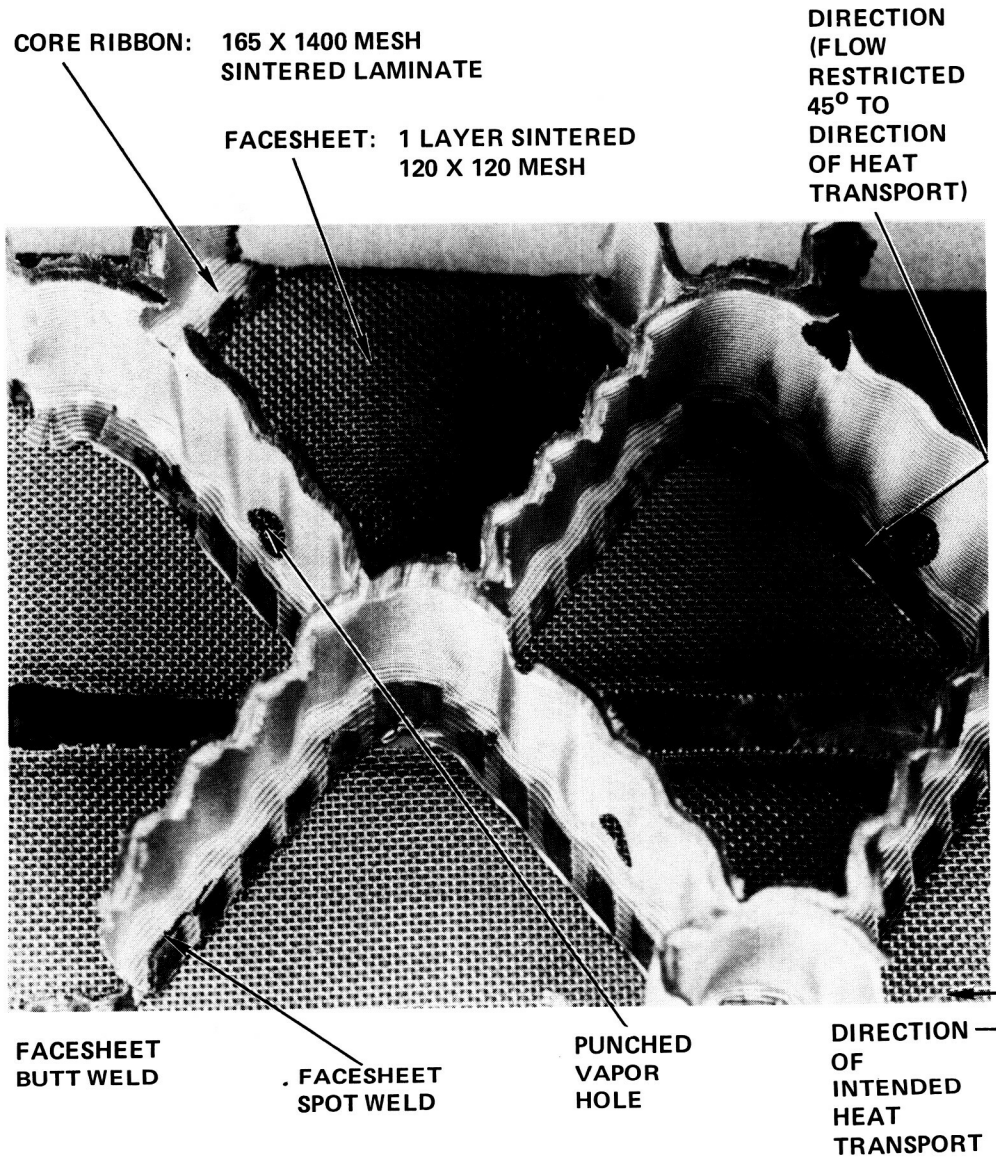 CORE RIBBON: 165 X 1400 MESH
SINTERED LAMINATE
FACESHEET: 1 LAYER SINTERED
120 X 120 MESH
DIRECTION
(FLOW
RESTRICTED
45º TO
DIRECTION
OF HEAT
TRANSPORT)
FACESHEET
BUTT WELD
. FACESHEET
SPOT WELD
PUNCHED
VAPOR
HOLE
DIRECTION
OF
INTENDED
HEAT
TRANSPORT